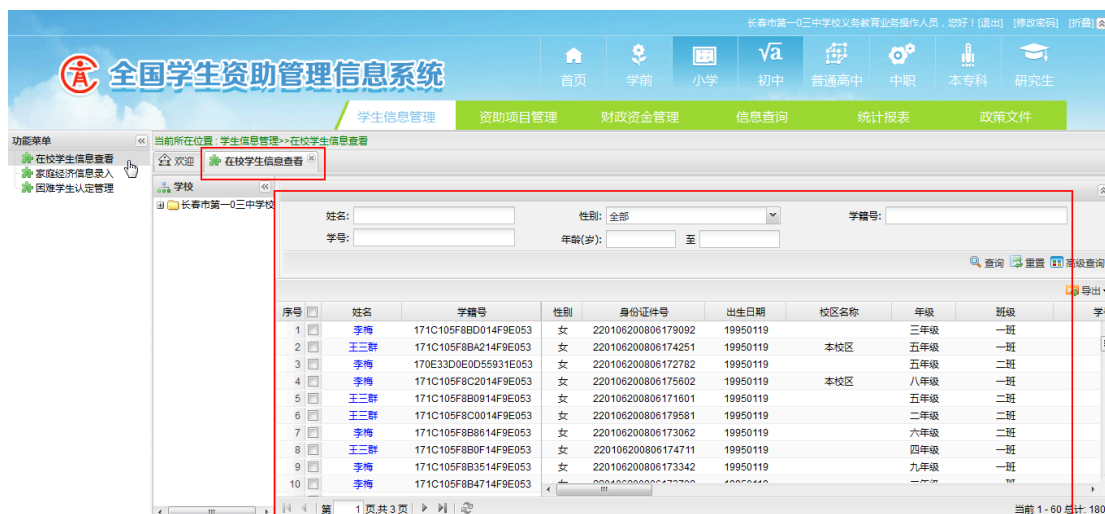 长春市第一0三中学校义务教育业务操作人员，您好！[退出] [修改密码] [折叠]
全国学生资助管理信息系统
首页 学前 小学 初中 普通高中 中职 本专科 研究生
学生信息管理 资助项目管理 财政资金管理 信息查询 统计报表 政策文件
功能菜单 当前所在位置：学生信息管理>>在校学生信息查看
在校学生信息查看
家庭经济信息录入
困难学生认定管理
欢迎 在校学生信息查看
学校
长春市第一0三中学校
姓名: 性别: 全部 学籍号:
学号: 年龄(岁): 至
查询 重置 高级查询
导出
序号 姓名 学籍号 性别 身份证件号 出生日期 校区名称 年级 班级
1 李梅 171C105F8BD014F9E053 女 220106200806179092 19950119 三年级 一班
2 王三群 171C105F8BA214F9E053 女 220106200806174251 19950119 本校区 五年级 一班
3 李梅 170E33D0E0D55931E053 女 220106200806172782 19950119 五年级 二班
4 李梅 171C105F8C2014F9E053 女 220106200806175602 19950119 本校区 八年级 一班
5 王三群 171C105F8B0914F9E053 女 220106200806171601 19950119 五年级 二班
6 王三群 171C105F8C0014F9E053 女 220106200806179581 19950119 二年级 二班
7 李梅 171C105F8B8614F9E053 女 220106200806173062 19950119 六年级 二班
8 王三群 171C105F8B0F14F9E053 女 220106200806174711 19950119 四年级 一班
9 李梅 171C105F8B3514F9E053 女 220106200806173342 19950119 九年级 一班
10 李梅 171C105F8B4714F9E053
第 1 页,共 3 页 当前 1 - 60 总计: 180